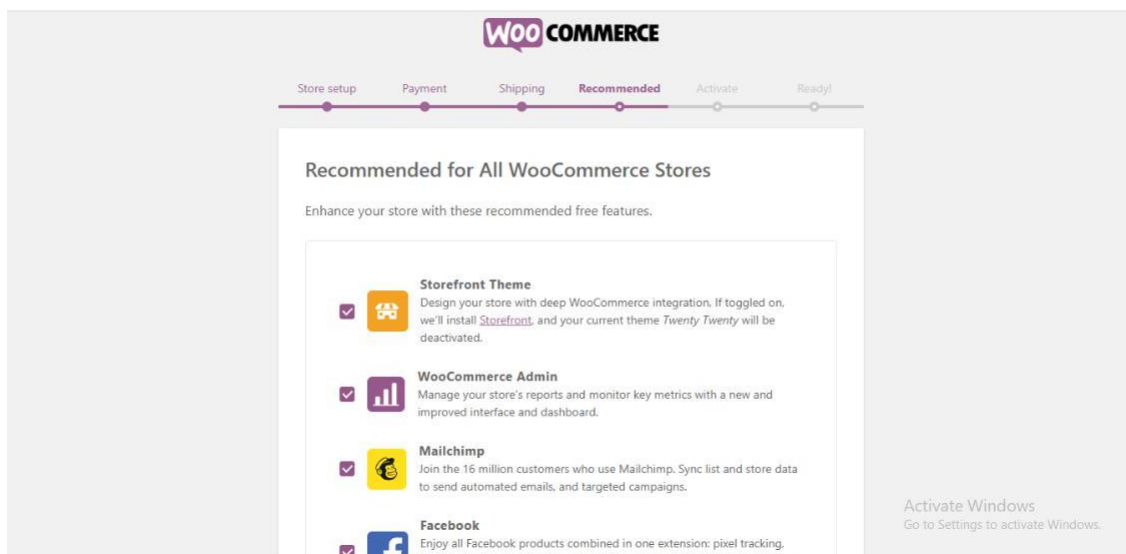 WOO COMMERCE
Store setup Payment Shipping Recommended Activate Ready!
Recommended for All WooCommerce Stores
Enhance your store with these recommended free features.
Storefront Theme
Design your store with deep WooCommerce integration. If toggled on,
we'll install Storefront, and your current theme Twenty Twenty will be
deactivated.
WooCommerce Admin
Manage your store's reports and monitor key metrics with a new and
improved interface and dashboard.
Mailchimp
Join the 16 million customers who use Mailchimp. Sync list and store data
to send automated emails, and targeted campaigns.
Facebook
Enjoy all Facebook products combined in one extension: pixel tracking,
Activate Windows
Go to Settings to activate Windows.